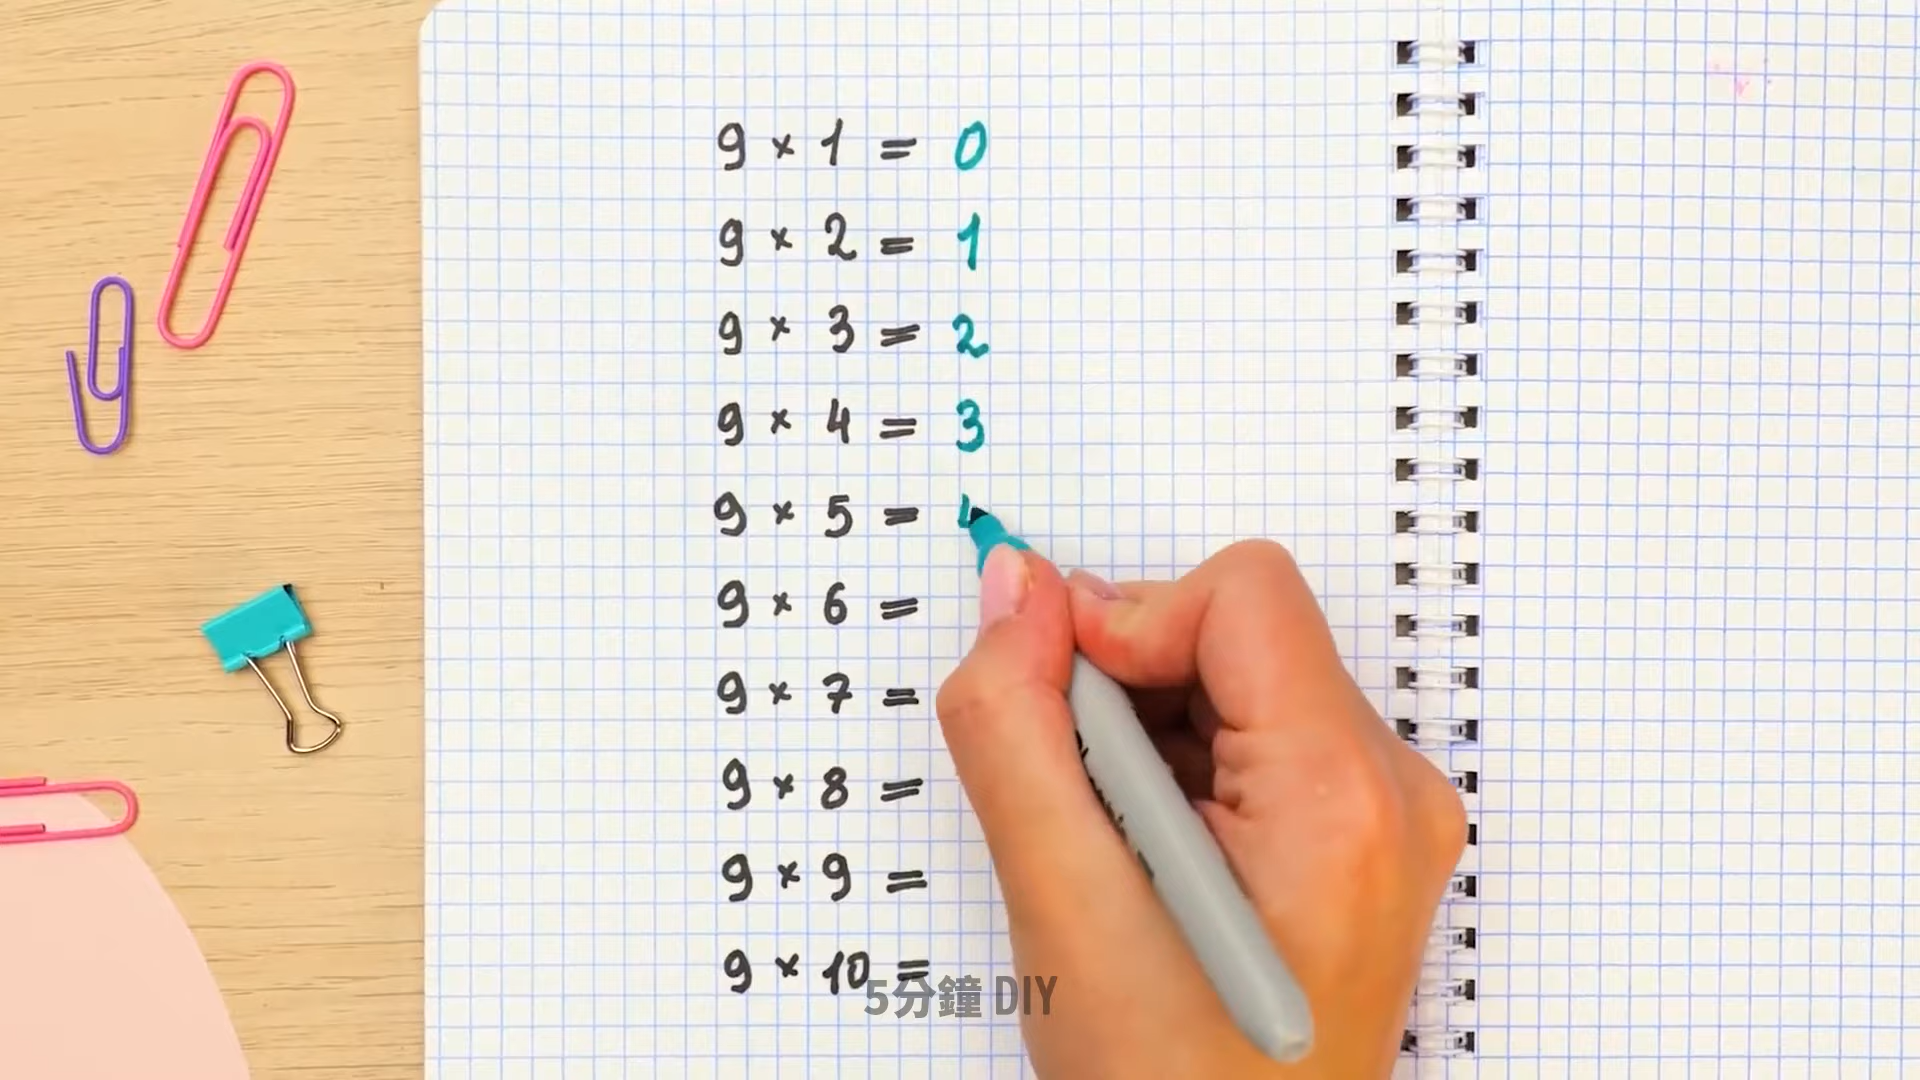 9 × 1 = 0
9 × 2 = 1
9 × 3 = 2
9 × 4 = 3
9 × 5 = 4
9 × 6 =
9 × 7 =
9 × 8 =
9 × 9 =
9 × 10 =
5分鐘 DIY